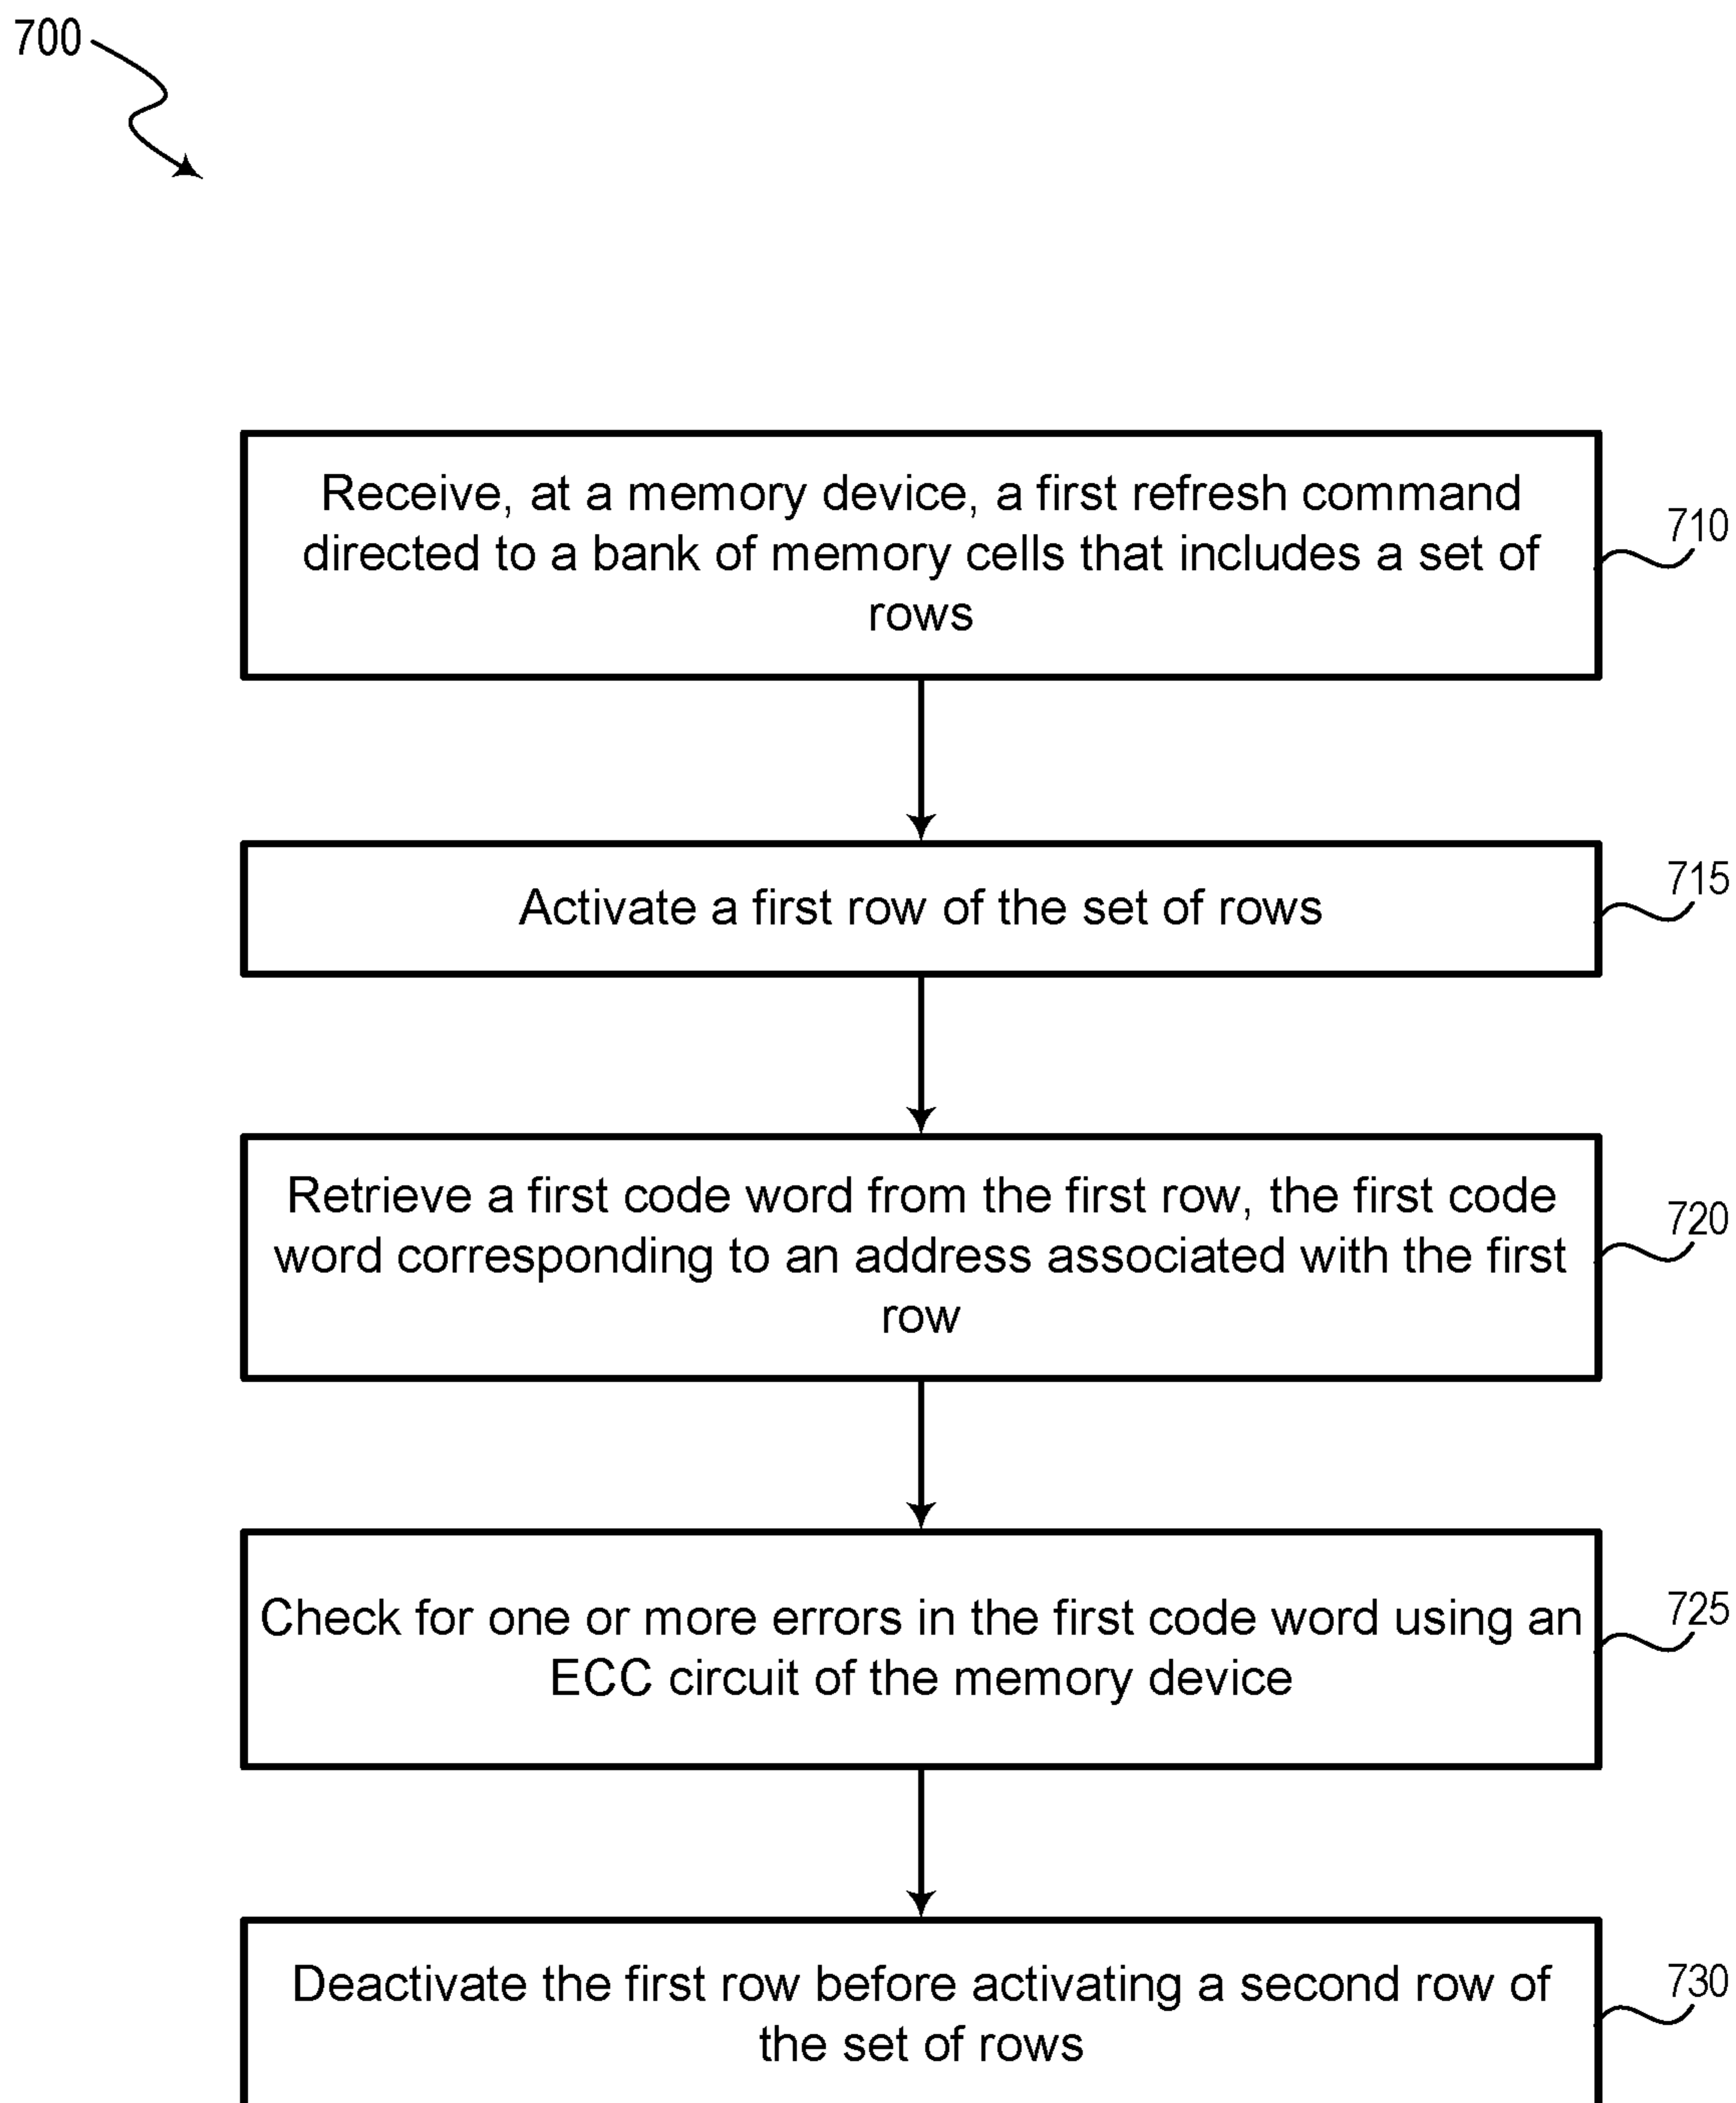 700
Receive, at a memory device, a first refresh command
directed to a bank of memory cells that includes a set of
rows
710
Activate a first row of the set of rows
715
Retrieve a first code word from the first row, the first code
word corresponding to an address associated with the first
row
720
Check for one or more errors in the first code word using an
ECC circuit of the memory device
725
Deactivate the first row before activating a second row of
the set of rows
730